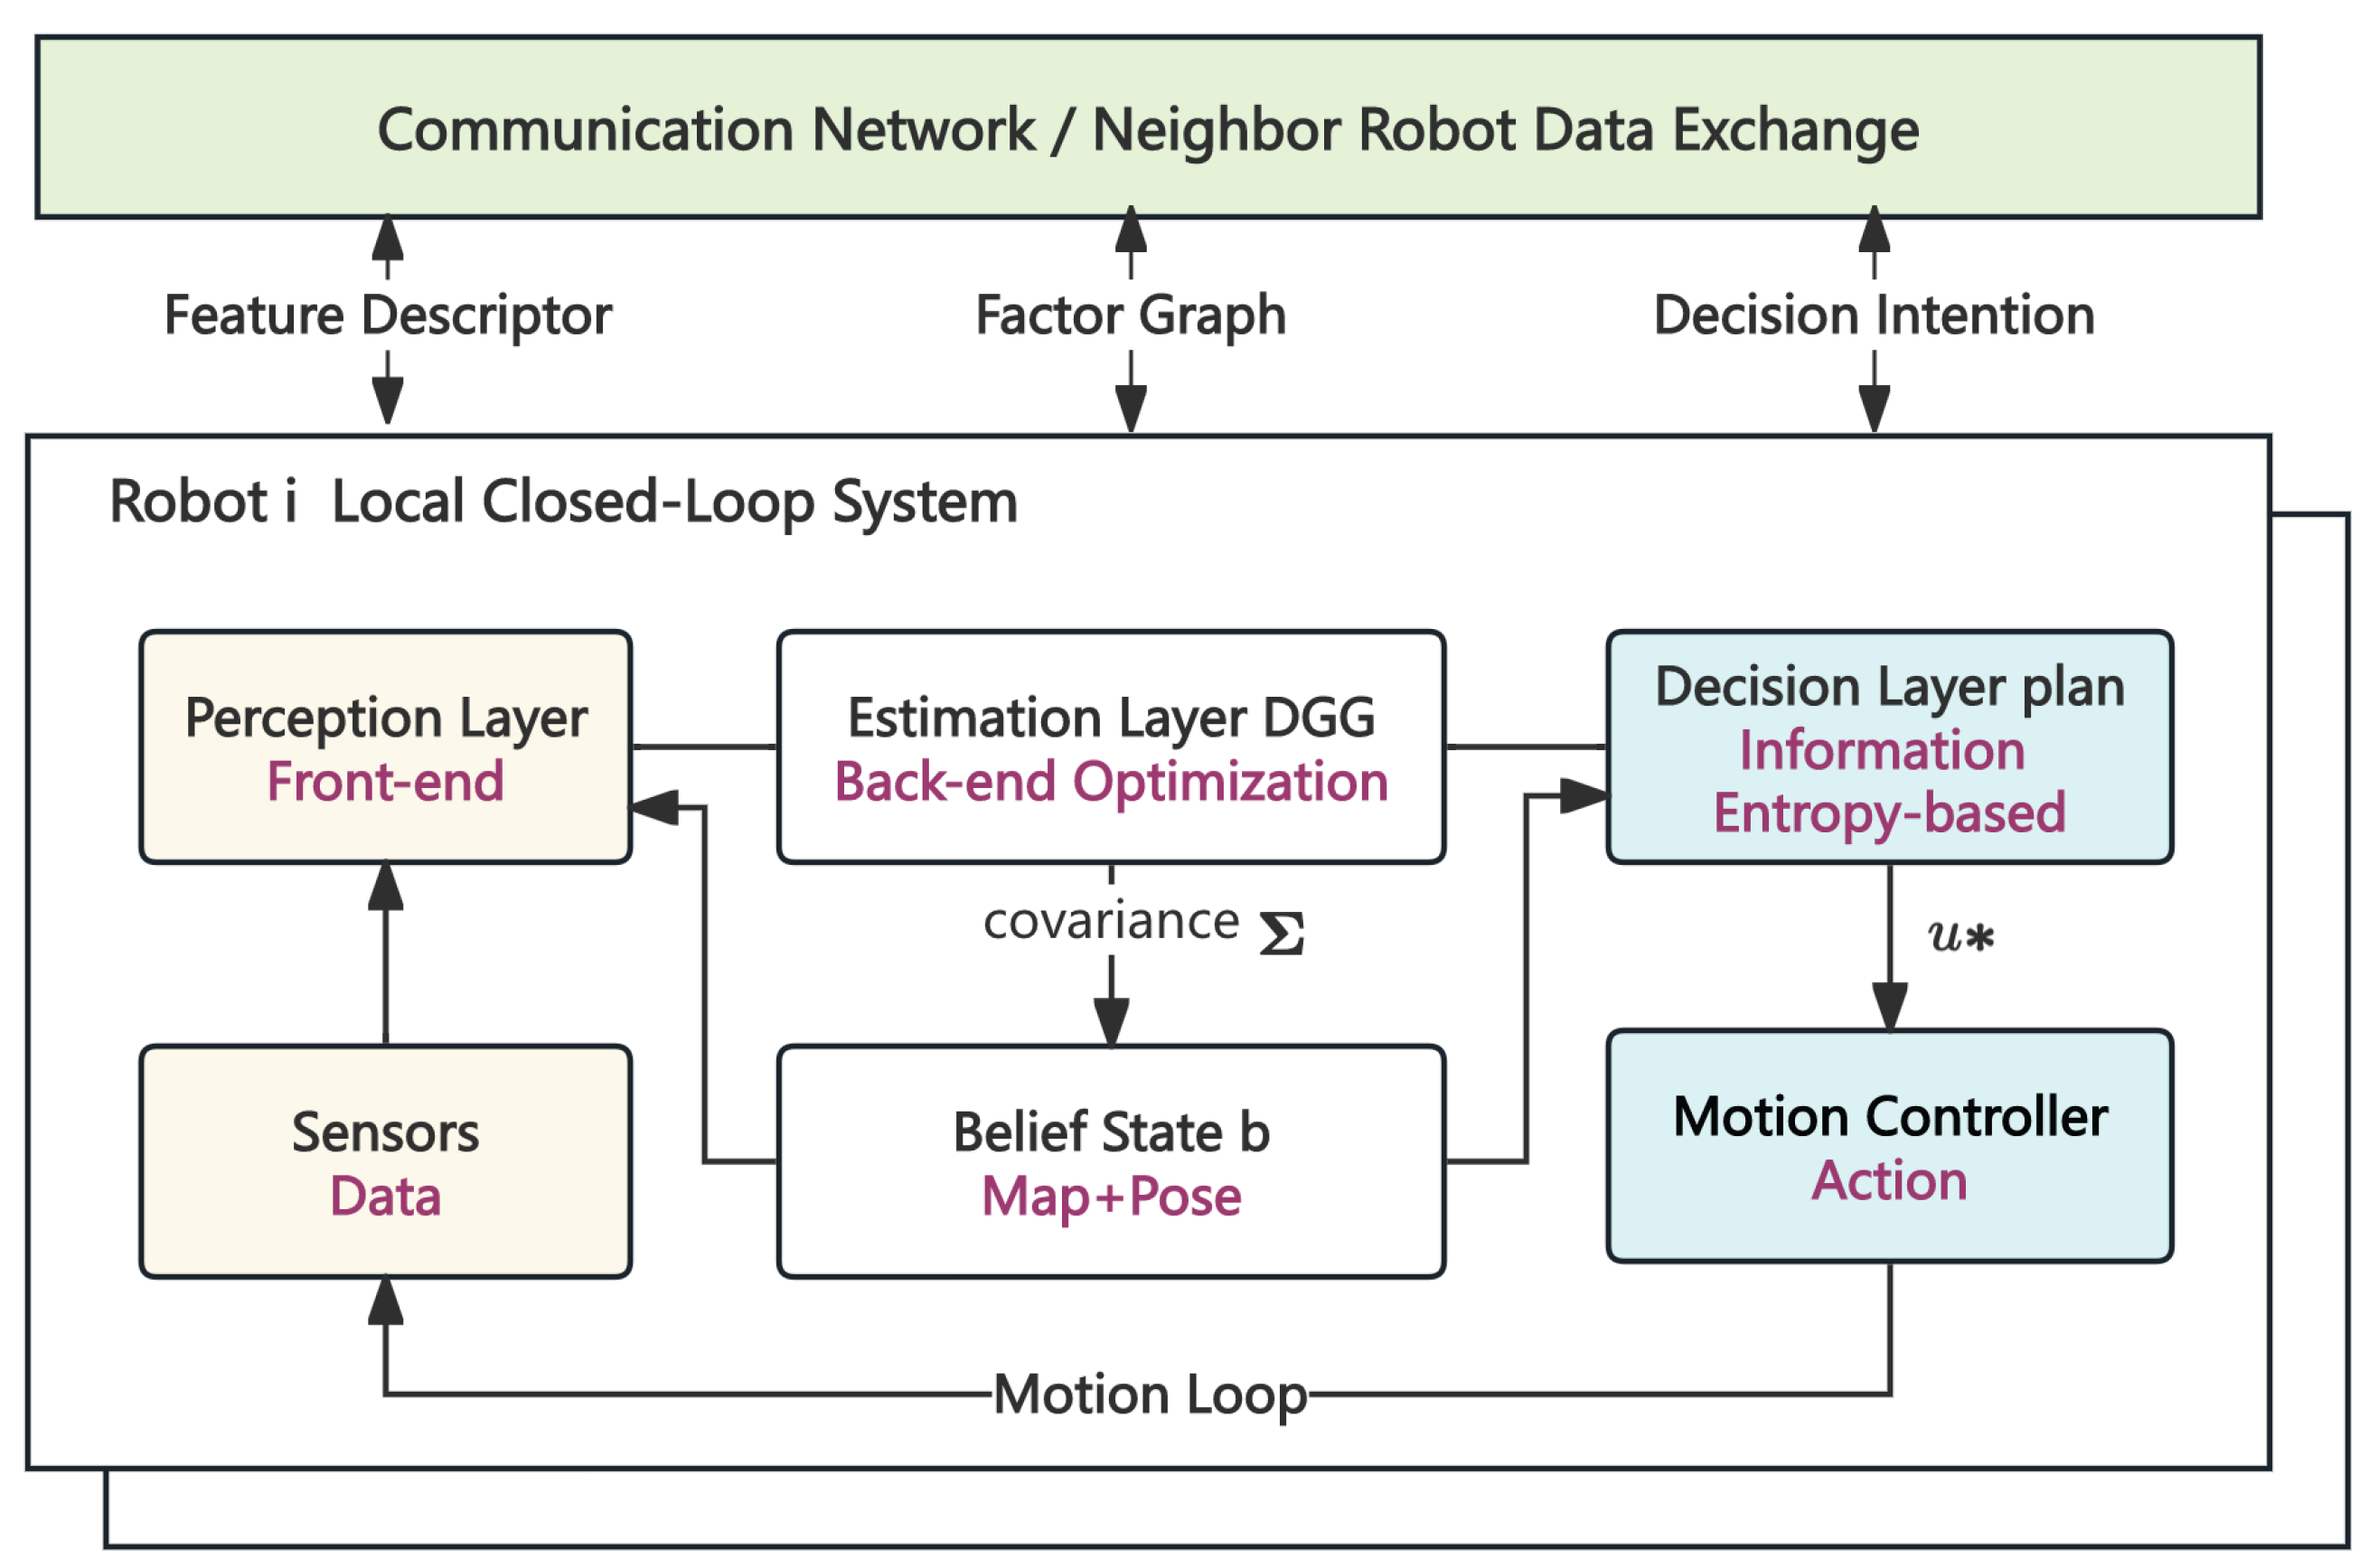 Communication Network / Neighbor Robot Data Exchange
Feature Descriptor
Factor Graph
Decision Intention
Robot i Local Closed-Loop System
Perception Layer
Front-end
Estimation Layer DGG
Back-end Optimization
Decision Layer plan
Information
Entropy-based
covariance Σ
u*
Sensors
Data
Belief State b
Map+Pose
Motion Controller
Action
Motion Loop